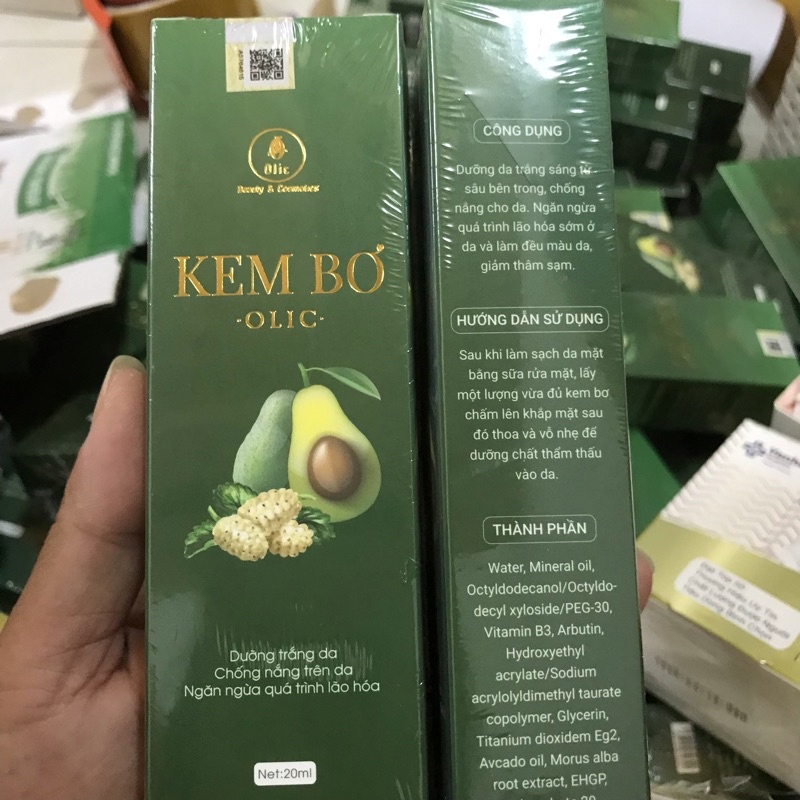 Olic
Beauty & Cosmetics
KEM BƠ
·OLIC·
Dưỡng trắng da
Chống nắng trên da
Ngăn ngừa quá trình lão hóa
Net:20ml
CÔNG DỤNG
Dưỡng da trắng sáng từ
sâu bên trong, chống
nắng cho da. Ngăn ngừa
quá trình lão hóa sớm ở
da và làm đều màu da,
giảm thâm sạm.
HƯỚNG DẪN SỬ DỤNG
Sau khi làm sạch da mặt
bằng sữa rửa mặt, lấy
một lượng vừa đủ kem bơ
chấm lên khắp mặt sau
đó thoa và vỗ nhẹ để
dưỡng chất thẩm thấu
vào da.
THÀNH PHẦN
Water, Mineral oil,
Octyldodecanol/Octyldo-
decyl xyloside/PEG-30,
Vitamin B3, Arbutin,
Hydroxyethyl
acrylate/Sodium
acrylolyldimethyl taurate
copolymer, Glycerin,
Titanium dioxidem Eg2,
Avcado oil, Morus alba
root extract, EHGP,